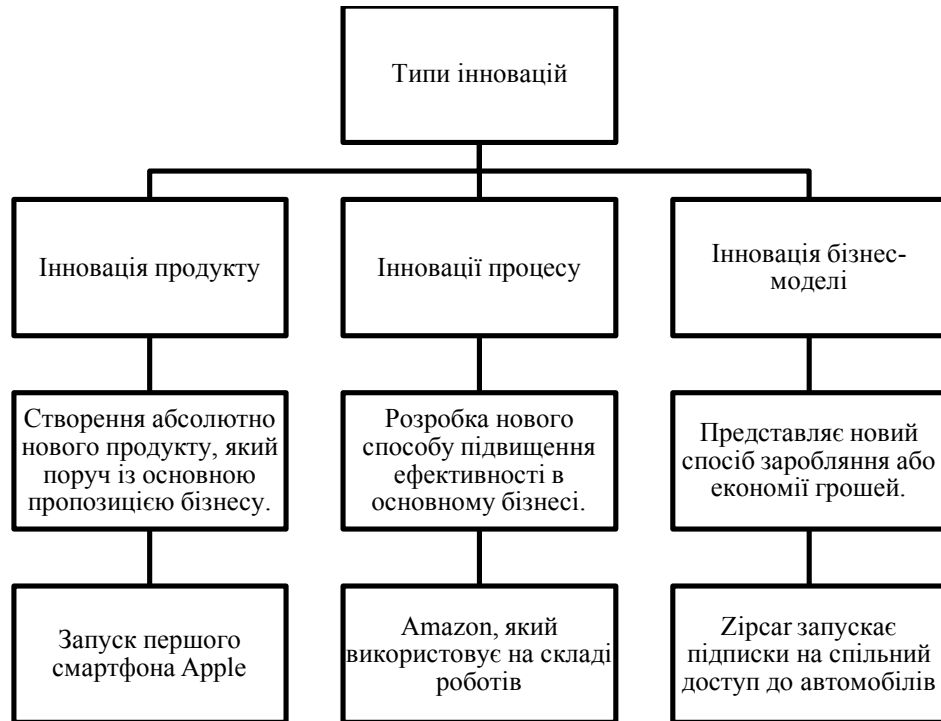 Типи інновацій
Інновація продукту
Інновації процесу
Інновація бізнес-
моделі
Створення абсолютно
нового продукту, який
поруч із основною
пропозицією бізнесу.
Розробка нового
способу підвищення
ефективності в
основному бізнесі.
Представляє новий
спосіб заробляння або
економії грошей.
Запуск першого
смартфона Apple
Amazon, який
використовує на складі
роботів
Zipcar запускає
підписки на спільний
доступ до автомобілів